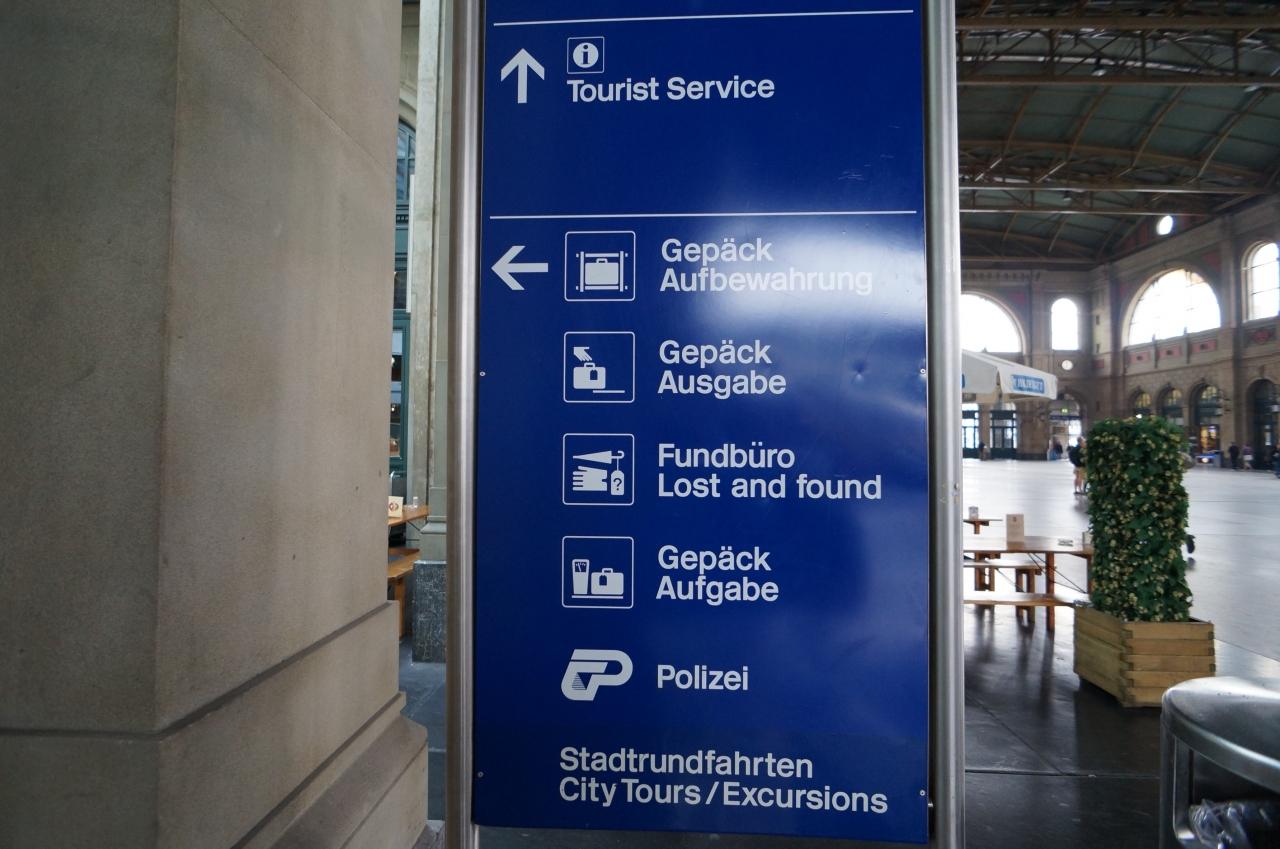 Tourist Service
Gepäck
Aufbewahrung
Gepäck
Ausgabe
Fundbüro
Lost and found
Gepäck
Aufgabe
Polizei
Stadtrundfahrten
City Tours / Excursions